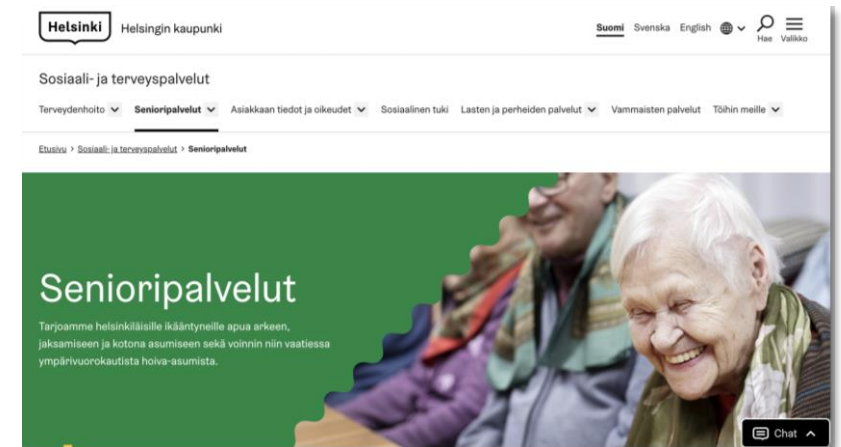 Helsinki
Helsingin kaupunki
Suomi Svenska English
Hae Valikko
Sosiaali- ja terveyspalvelut
Terveydenhoito Senioripalvelut Asiakkaan tiedot ja oikeudet Sosiaalinen tuki Lasten ja perheiden palvelut Vammaisten palvelut Töihin meille
Etusivu > Sosiaali- ja terveyspalvelut > Senioripalvelut
Senioripalvelut
Tarjoamme helsinkiläisille ikääntyneille apua arkeen,
jaksamiseen ja kotona asumiseen sekä voinnin niin vaatiessa
ympärivuorokautista hoiva-asumista.
Chat